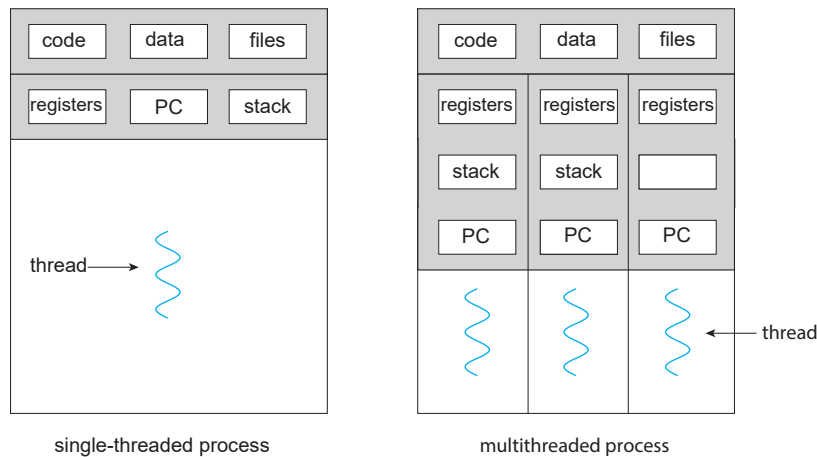 code data files
registers PC stack
thread
single-threaded process
code data files
registers registers registers
stack stack
PC PC PC
thread
multithreaded process